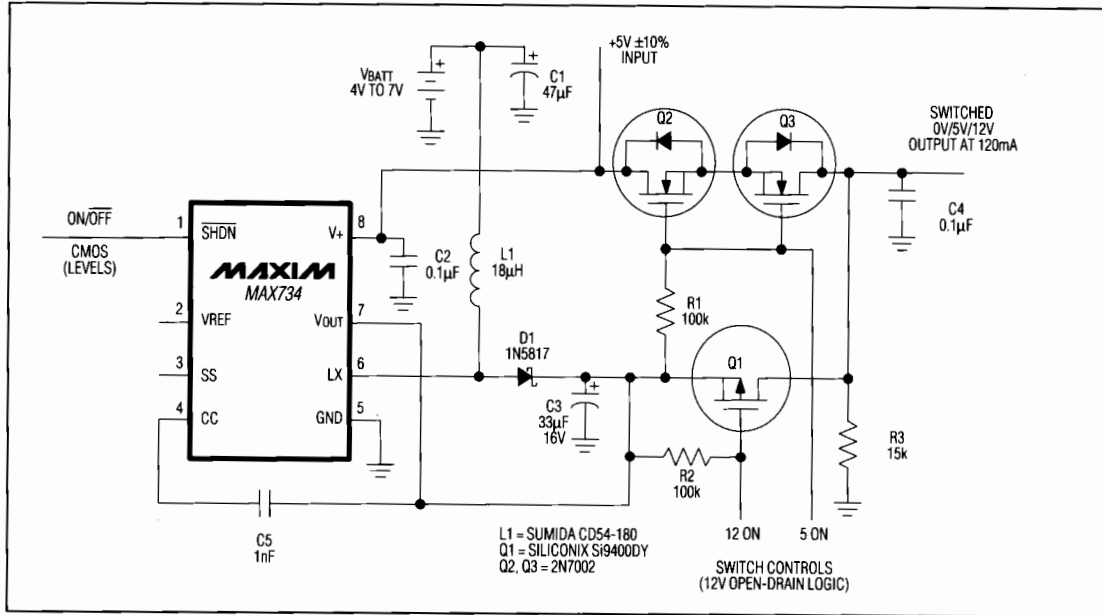 +5V ±10%
INPUT
VBATT
4V TO 7V
C1
47µF
Q2
Q3
SWITCHED
0V/5V/12V
OUTPUT AT 120mA
ON/OFF
CMOS
(LEVELS)
1
SHDN
V+
8
MAXIM
MAX734
2
VREF
VOUT
7
3
SS
LX
6
4
CC
GND
5
C2
0.1µF
L1
18µH
C4
0.1µF
R1
100k
D1
1N5817
Q1
C3
33µF
16V
R2
100k
R3
15k
C5
1nF
12 ON
5 ON
L1 = SUMIDA CD54-180
Q1 = SILICONIX Si9400DY
Q2, Q3 = 2N7002
SWITCH CONTROLS
(12V OPEN-DRAIN LOGIC)